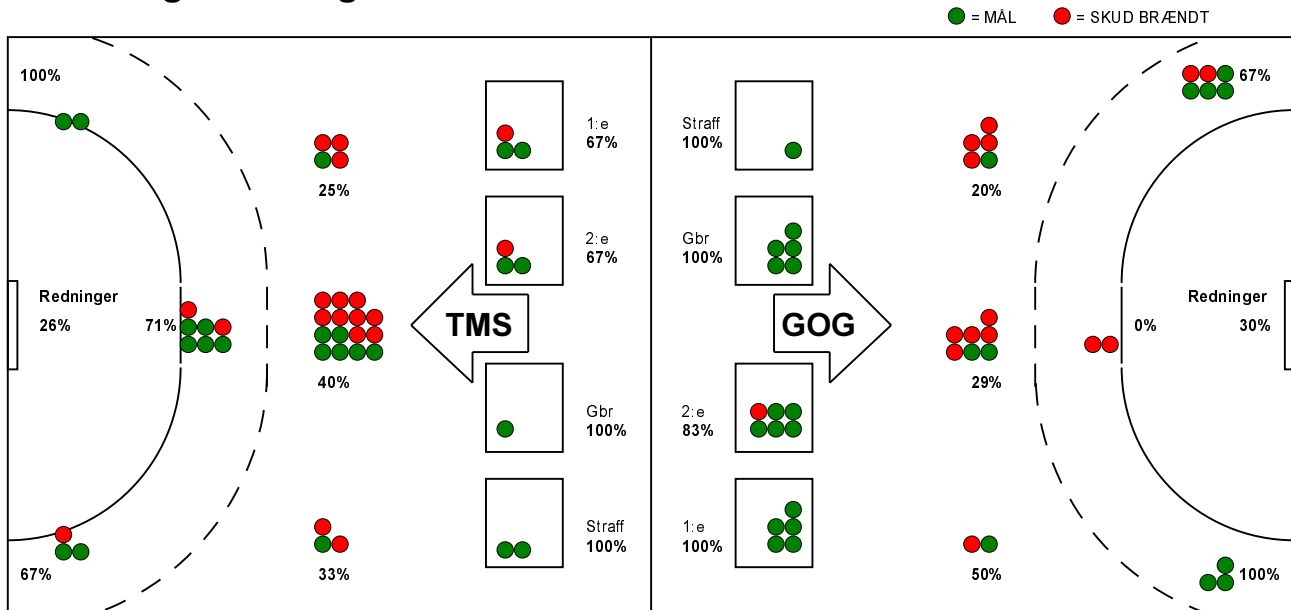 = MÅL = SKUD BRÆNDT
100%
67%
1:e
67%
Straff
100%
25%
20%
2:e
67%
Gbr
100%
Redninger
26%
71%
TMS
GOG
0%
Redninger
30%
40%
29%
Gbr
100%
2:e
83%
Straff
100%
1:e
100%
67%
33%
50%
100%